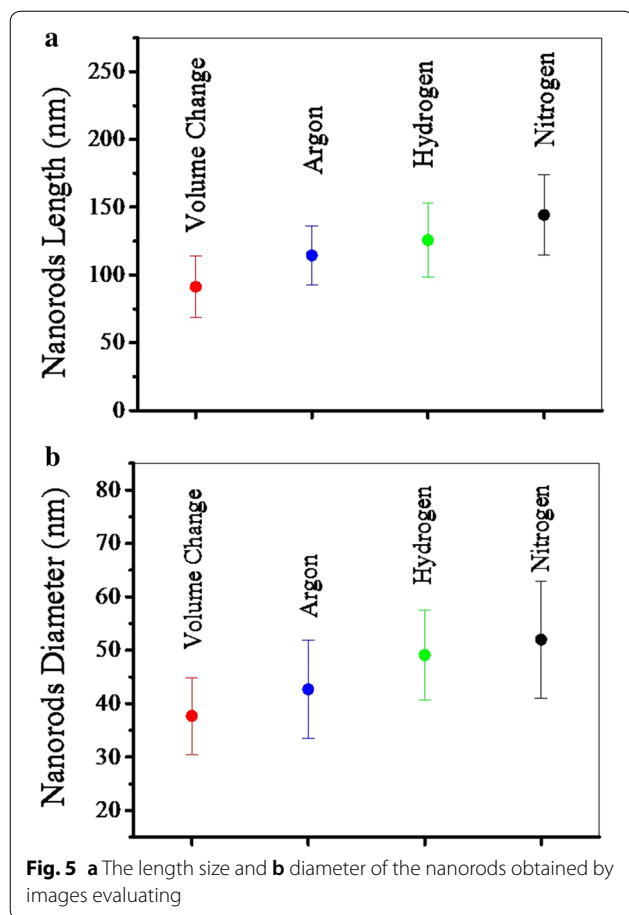 a
Nanorods Length (nm)
250
200
150
100
50
0
Volume Change
Argon
Hydrogen
Nitrogen
b
Nanorods Diameter (nm)
80
70
60
50
40
30
20
Volume Change
Argon
Hydrogen
Nitrogen
Fig. 5 a The length size and b diameter of the nanorods obtained by
images evaluating